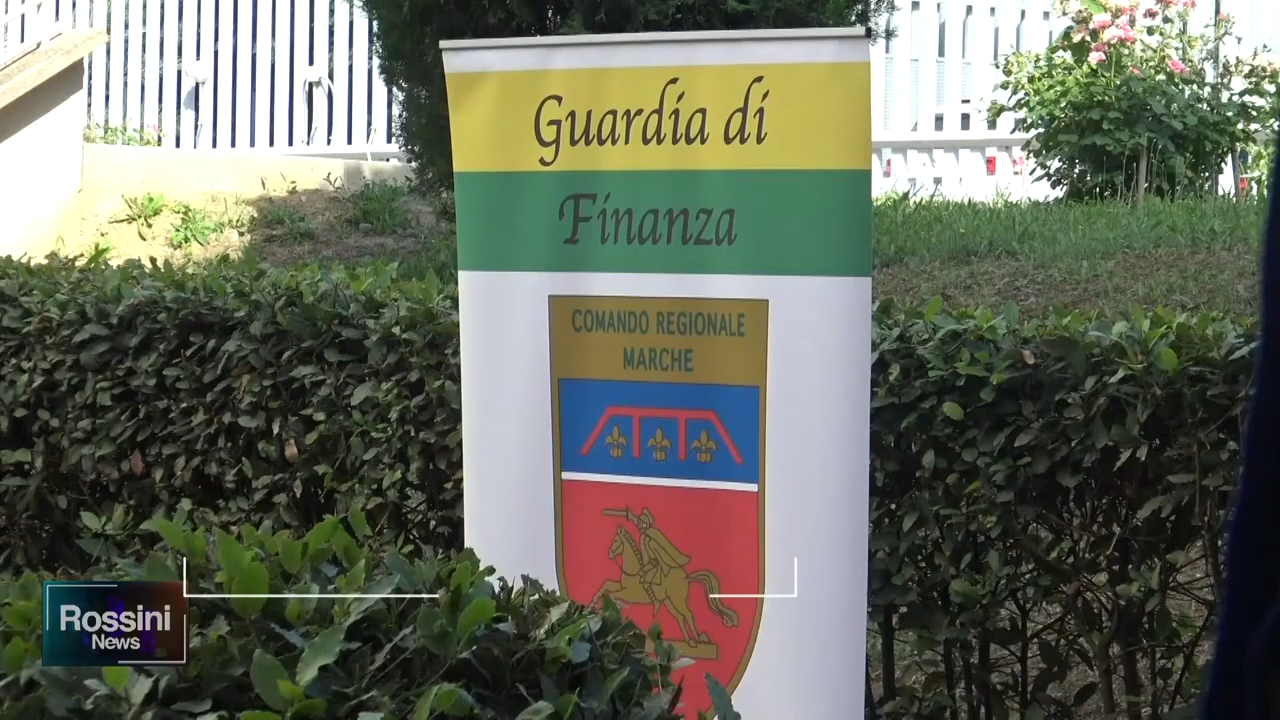 Guardia di
Finanza
COMANDO REGIONALE
MARCHE
Rossini
News